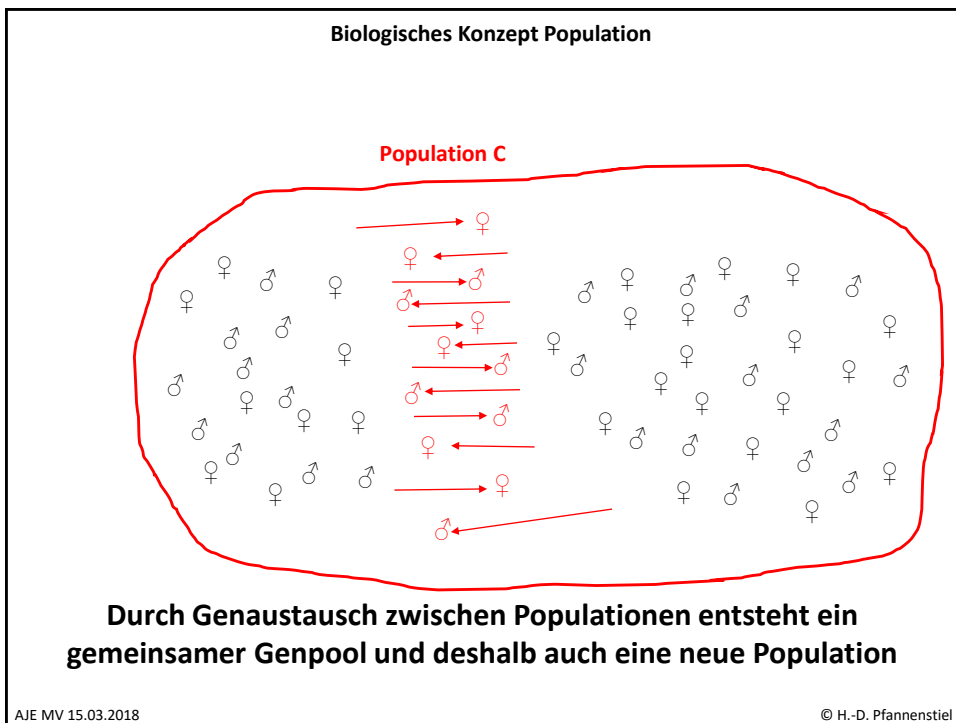 Biologisches Konzept Population
Population C
Durch Genaustausch zwischen Populationen entsteht ein
gemeinsamer Genpool und deshalb auch eine neue Population
AJE MV 15.03.2018
© H.-D. Pfannenstiel